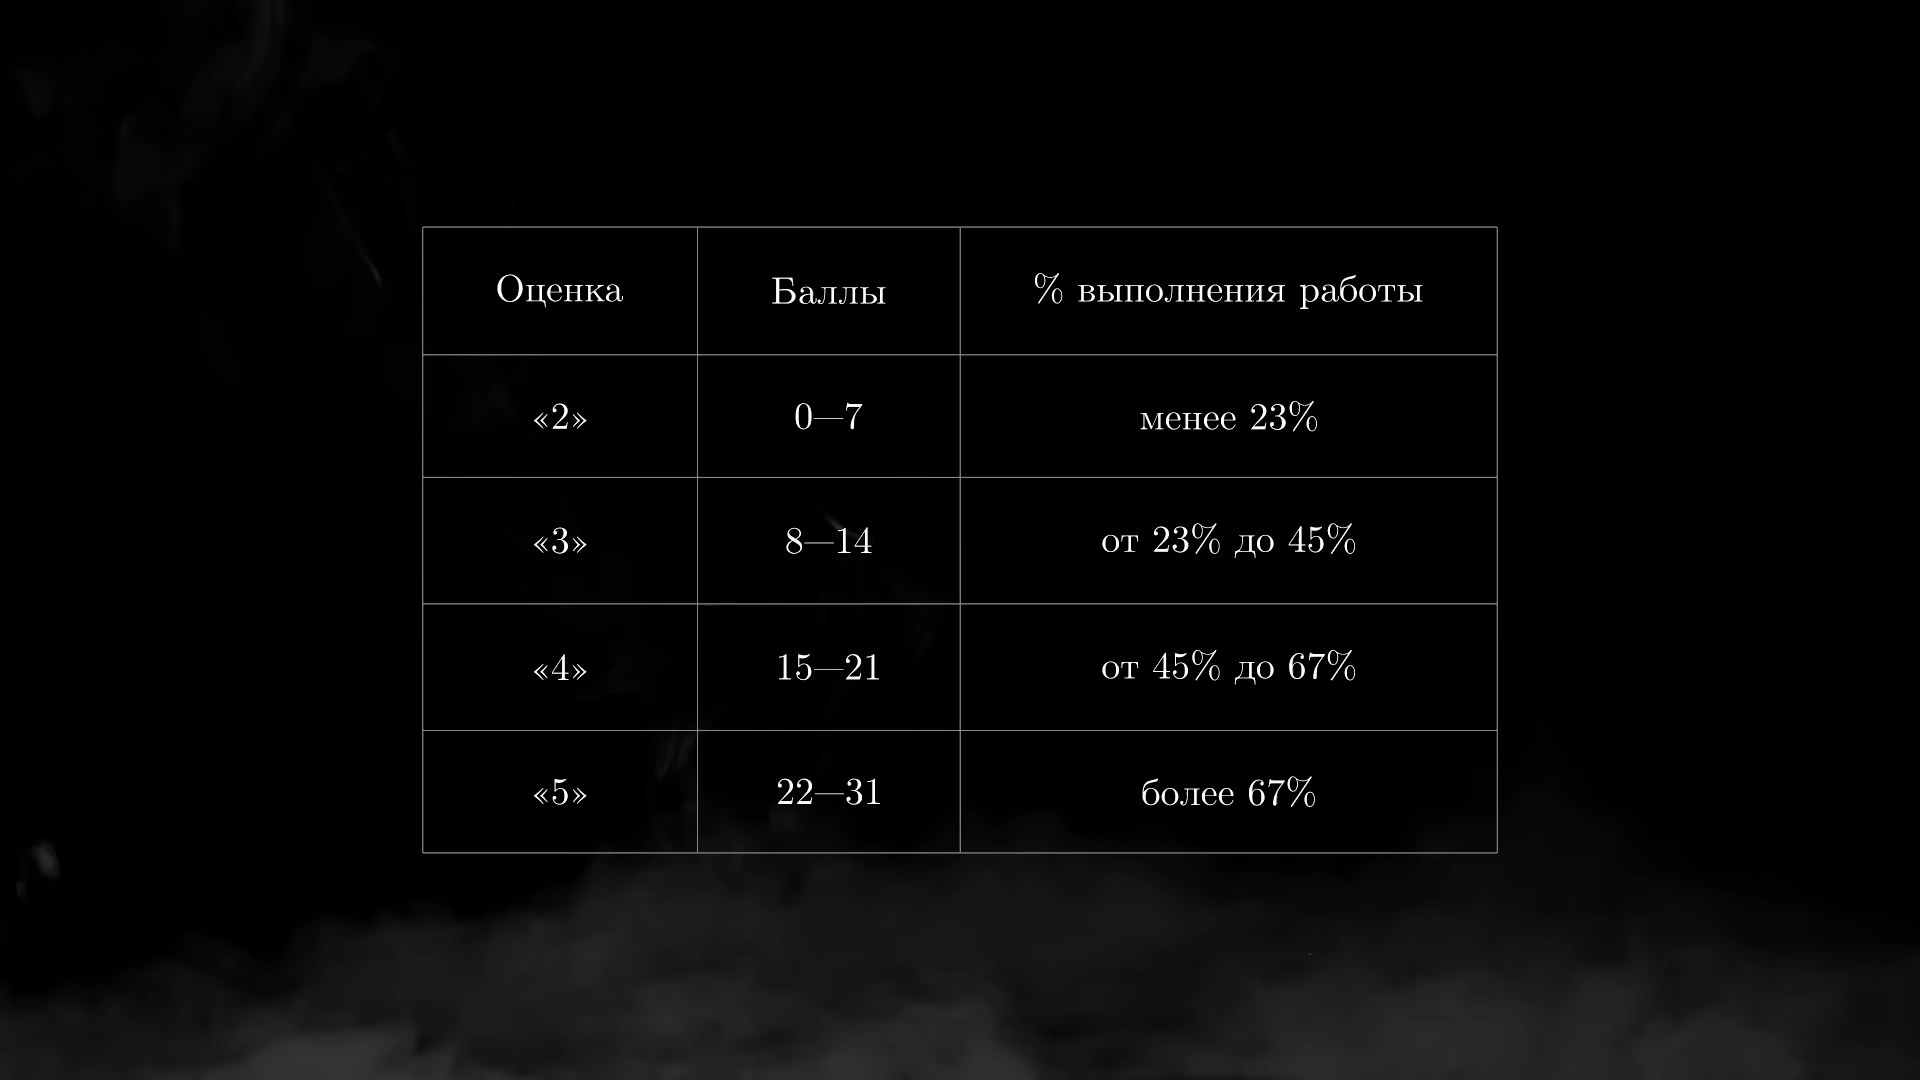 Оценка Баллы % выполнения работы
«2» 0—7 менее 23%
«3» 8—14 от 23% до 45%
«4» 15—21 от 45% до 67%
«5» 22—31 более 67%